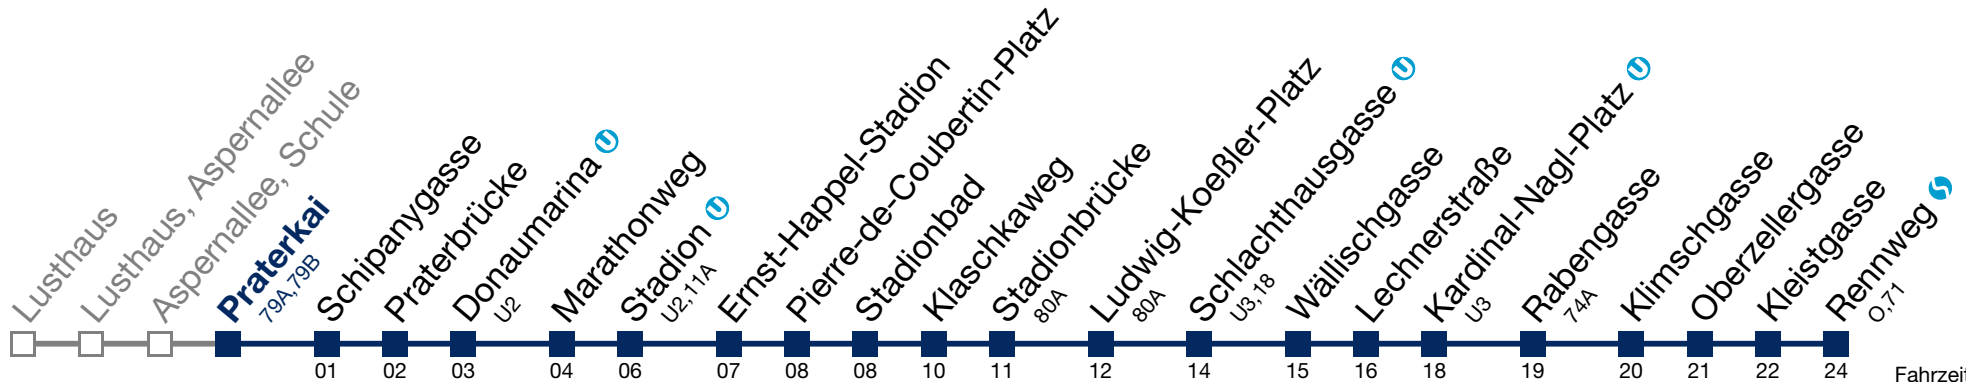 Lusthaus
Lusthaus, Aspernallee
Aspernallee, Schule
Praterkai
79A,79B
Schipanygasse
Praterbrücke
Donaumarina U
U2
Marathonweg
Stadion U
U2,11A
Ernst-Happel-Stadion
Pierre-de-Coubertin-Platz
Stadionbad
Klaschkaweg
Stadionbrücke
80A
Ludwig-Koeßler-Platz
80A
Schlachthausgasse U
U3,18
Wällischgasse
Lechnerstraße
Kardinal-Nagl-Platz U
U3
Rabengasse
74A
Klimschgasse
Oberzellergasse
Kleistgasse
Rennweg S
O,71
01 02 03 04 06 07 08 08 10 11 12 14 15 16 18 19 20 21 22 24 Fahrzeit